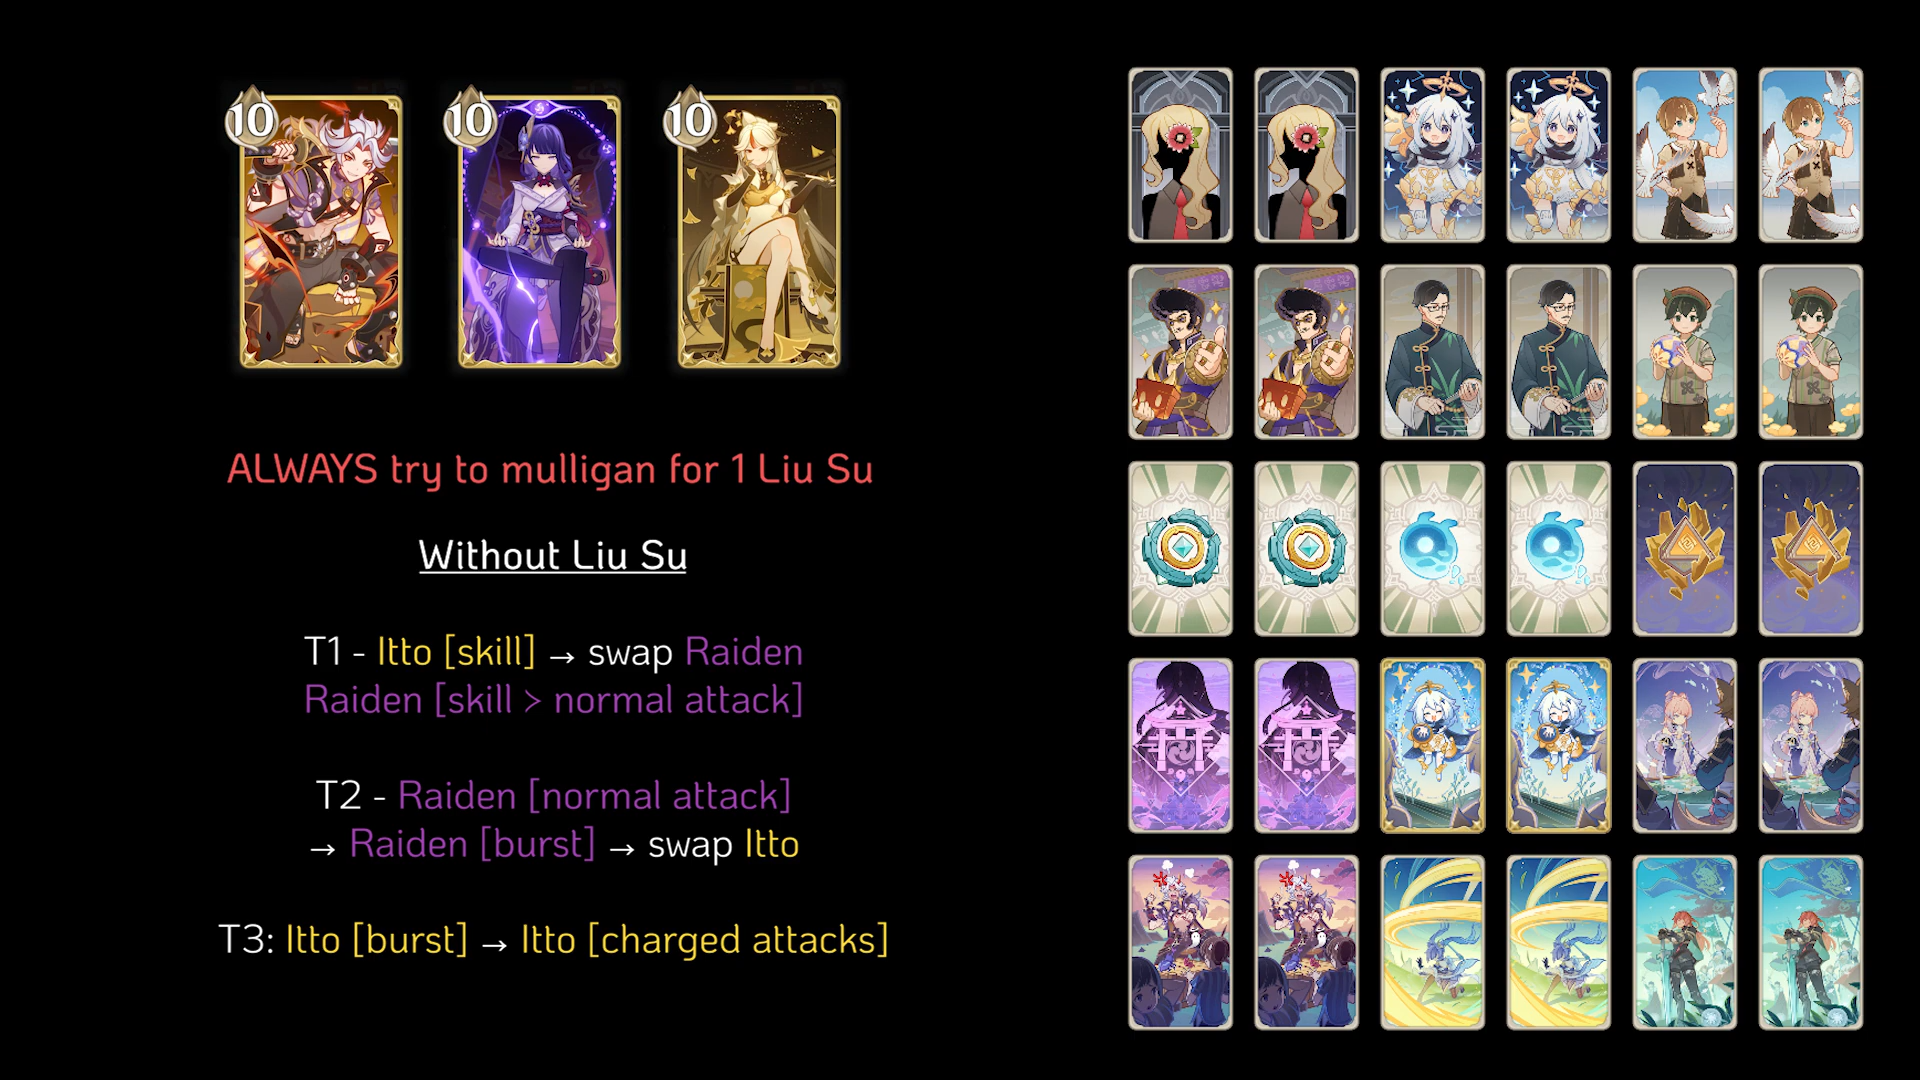 10
10
10
ALWAYS try to mulligan for 1 Liu Su
Without Liu Su
T1 - Itto [skill] → swap Raiden
Raiden [skill > normal attack]
T2 - Raiden [normal attack]
→ Raiden [burst] → swap Itto
T3: Itto [burst] → Itto [charged attacks]